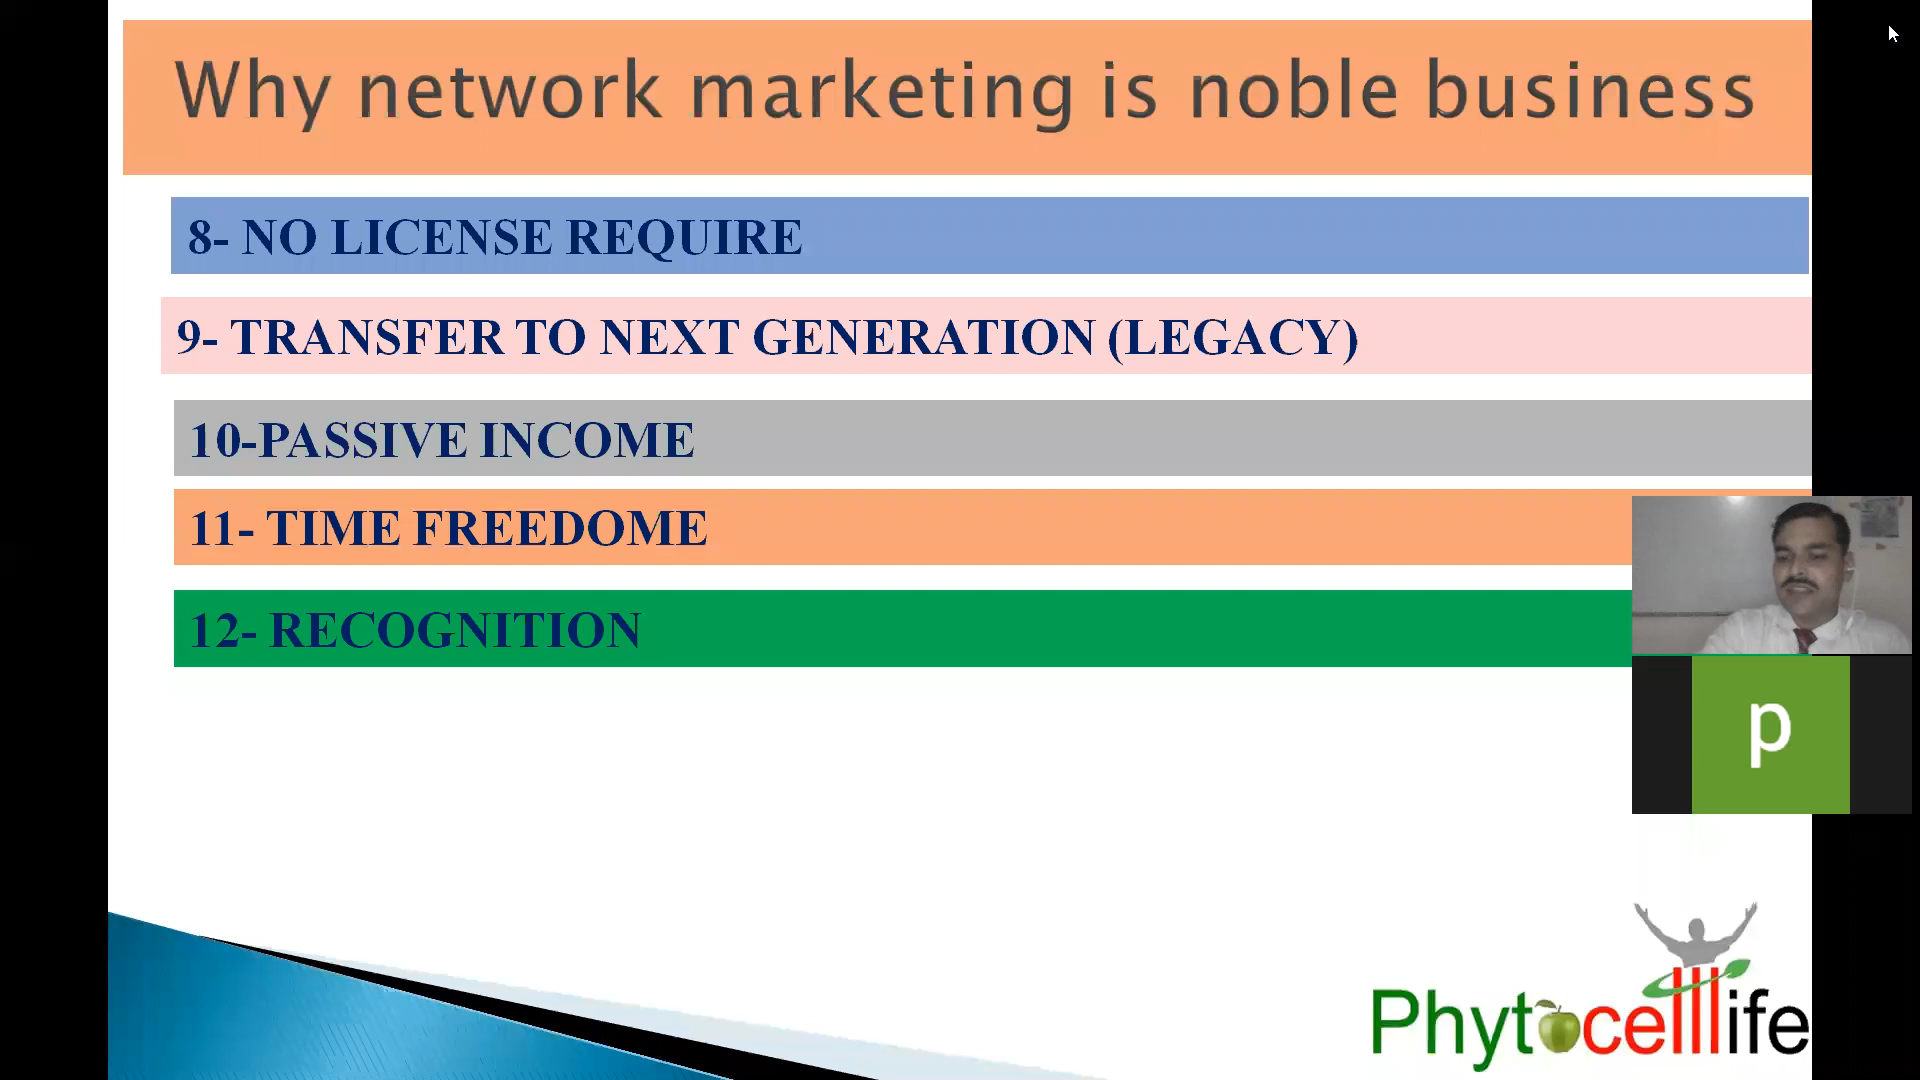 Why network marketing is noble business
8- NO LICENSE REQUIRE
9- TRANSFER TO NEXT GENERATION (LEGACY)
10-PASSIVE INCOME
11- TIME FREEDOME
12- RECOGNITION
p
Phytocelllife